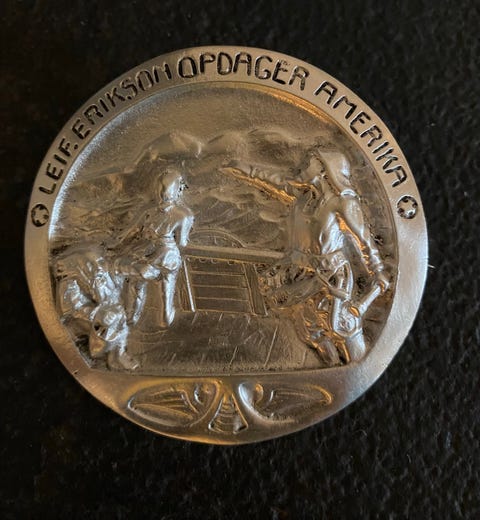 LEIF. ERIKSON OPDAGER AMERIKA